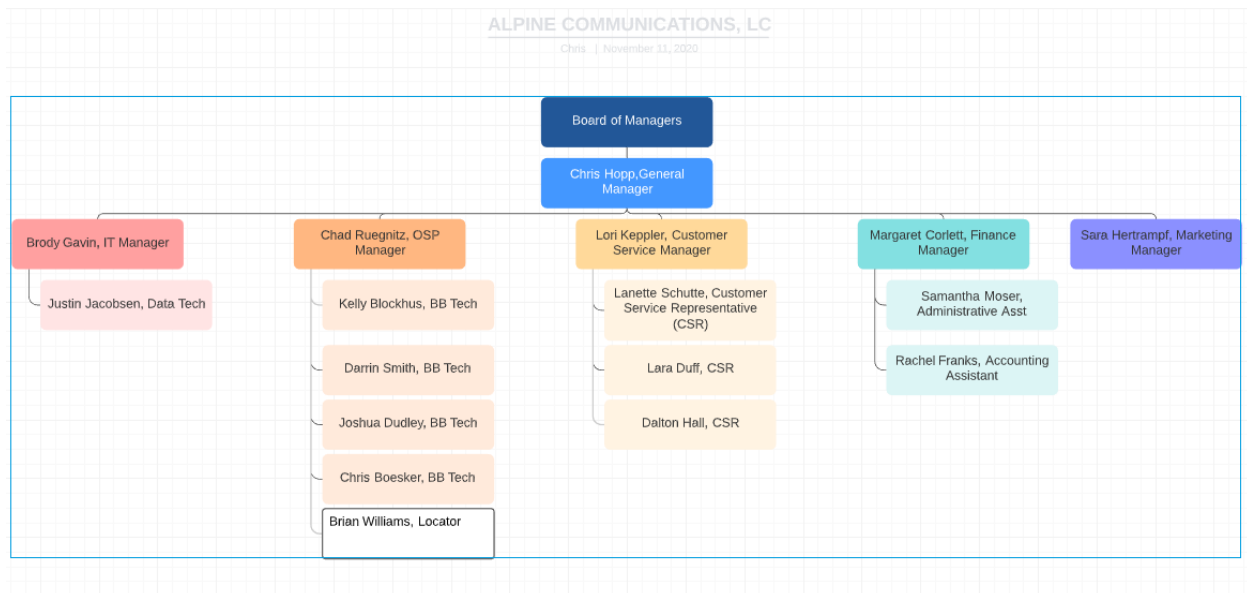 ALPINE COMMUNICATIONS, LC
Chris | November 11, 2020
Board of Managers
Chris Hopp,General
Manager
Brody Gavin, IT Manager
Justin Jacobsen, Data Tech
Chad Ruegnitz, OSP
Manager
Kelly Blockhus, BB Tech
Darrin Smith, BB Tech
Joshua Dudley, BB Tech
Chris Boesker, BB Tech
Brian Williams, Locator
Lori Keppler, Customer
Service Manager
Lanette Schutte, Customer
Service Representative
(CSR)
Lara Duff, CSR
Dalton Hall, CSR
Margaret Corlett, Finance
Manager
Samantha Moser,
Administrative Asst
Rachel Franks, Accounting
Assistant
Sara Hertrampf, Marketing
Manager